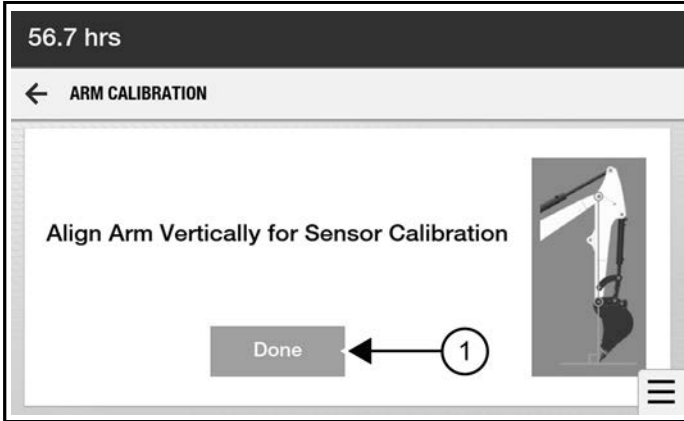 56.7 hrs
ARM CALIBRATION
Align Arm Vertically for Sensor Calibration
Done
1